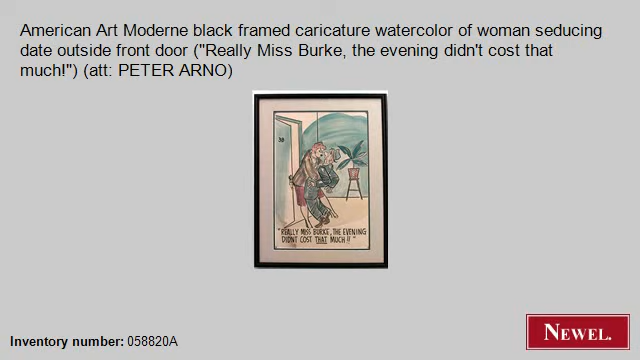 American Art Moderne black framed caricature watercolor of woman seducing
date outside front door ("Really Miss Burke, the evening didn't cost that
much!") (att: PETER ARNO)
38
"REALLY MISS BURKE, THE EVENING
DIDNT COST THAT MUCH!!"
Inventory number: 058820A
NEWEL.